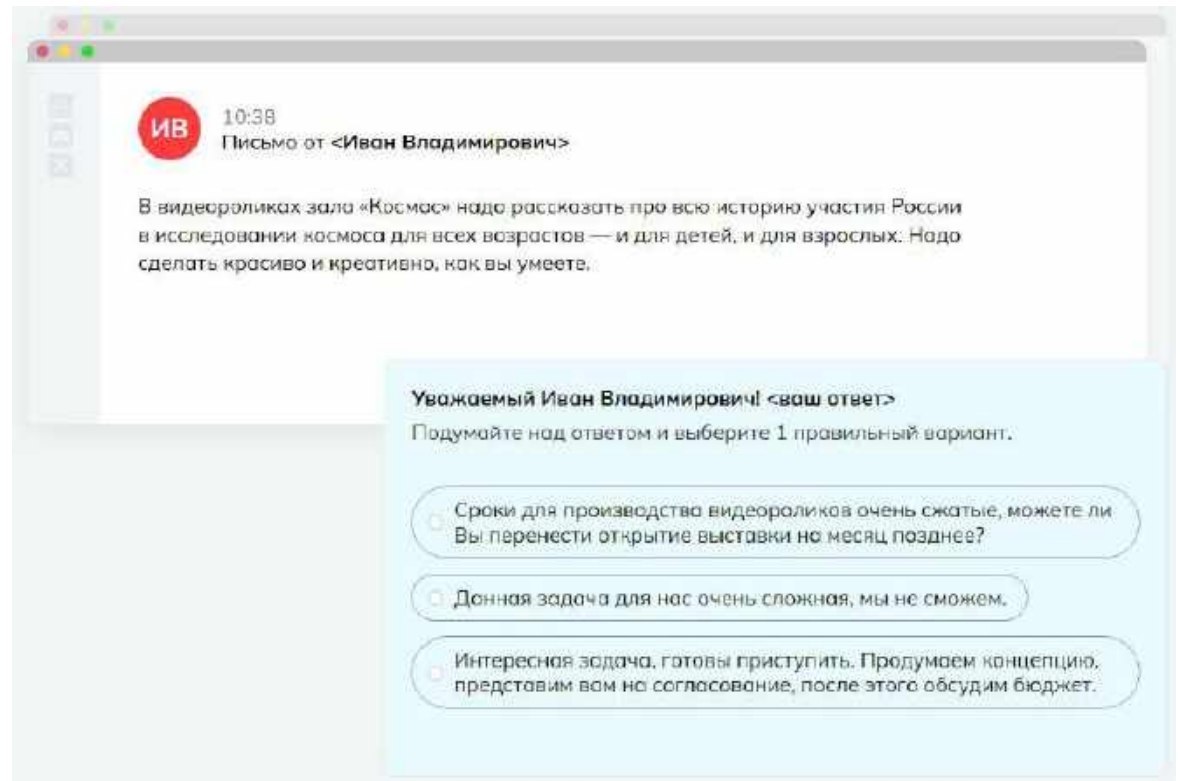 ИВ
10:38
Письмо от <Иван Владимирович>
В видеороликах зала «Космос» надо рассказать про всю историю участия России
в исследовании космоса для всех возрастов — и для детей, и для взрослых. Надо
сделать красиво и креативно, как вы умеете.
Уважаемый Иван Владимирович! <ваш ответ>
Подумайте над ответом и выберите 1 правильный вариант.
Сроки для производства видеороликов очень сжатые, можете ли
Вы перенести открытие выставки на месяц позднее?
Данная задача для нас очень сложная, мы не сможем.
Интересная задача, готовы приступить. Продумаем концепцию,
представим вам на согласование, после этого обсудим бюджет.